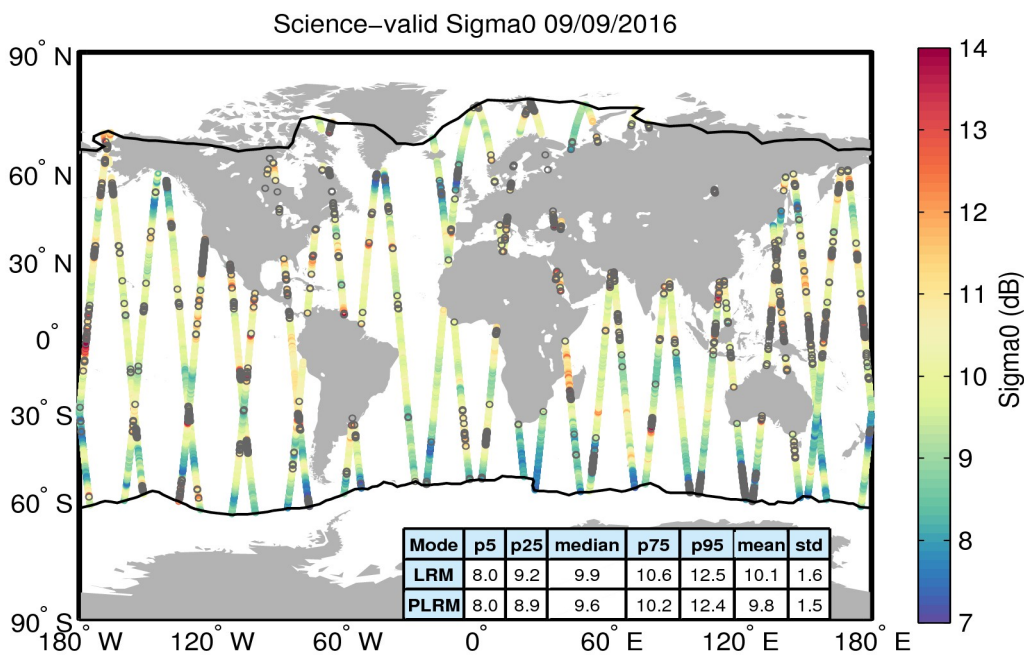 Science−valid Sigma0 09/09/2016
90° N
60° N
30° N
0°
30° S
60° S
90° S
180° W
120° W
60° W
0°
60° E
120° E
180° E
14
13
12
11
10
9
8
7
Sigma0 (dB)
Mode p5 p25 median p75 p95 mean std
LRM 8.0 9.2 9.9 10.6 12.5 10.1 1.6
PLRM 8.0 8.9 9.6 10.2 12.4 9.8 1.5